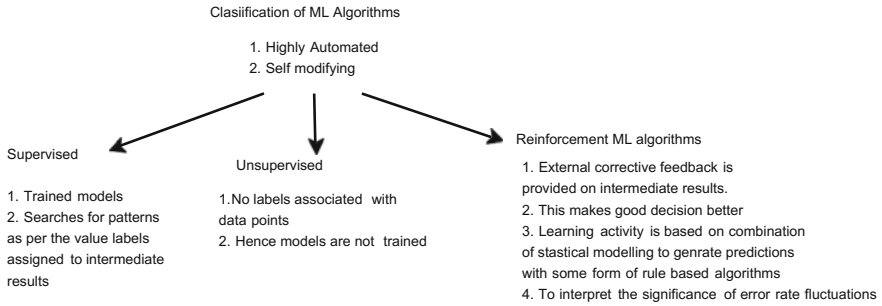 Clasiification of ML Algorithms
1. Highly Automated
2. Self modifying
Supervised
1. Trained models
2. Searches for patterns
as per the value labels
assigned to intermediate
results
Unsupervised
1.No labels associated with
data points
2. Hence models are not trained
Reinforcement ML algorithms
1. External corrective feedback is
provided on intermediate results.
2. This makes good decision better
3. Learning activity is based on combination
of stastical modelling to genrate predictions
with some form of rule based algorithms
4. To interpret the significance of error rate fluctuations